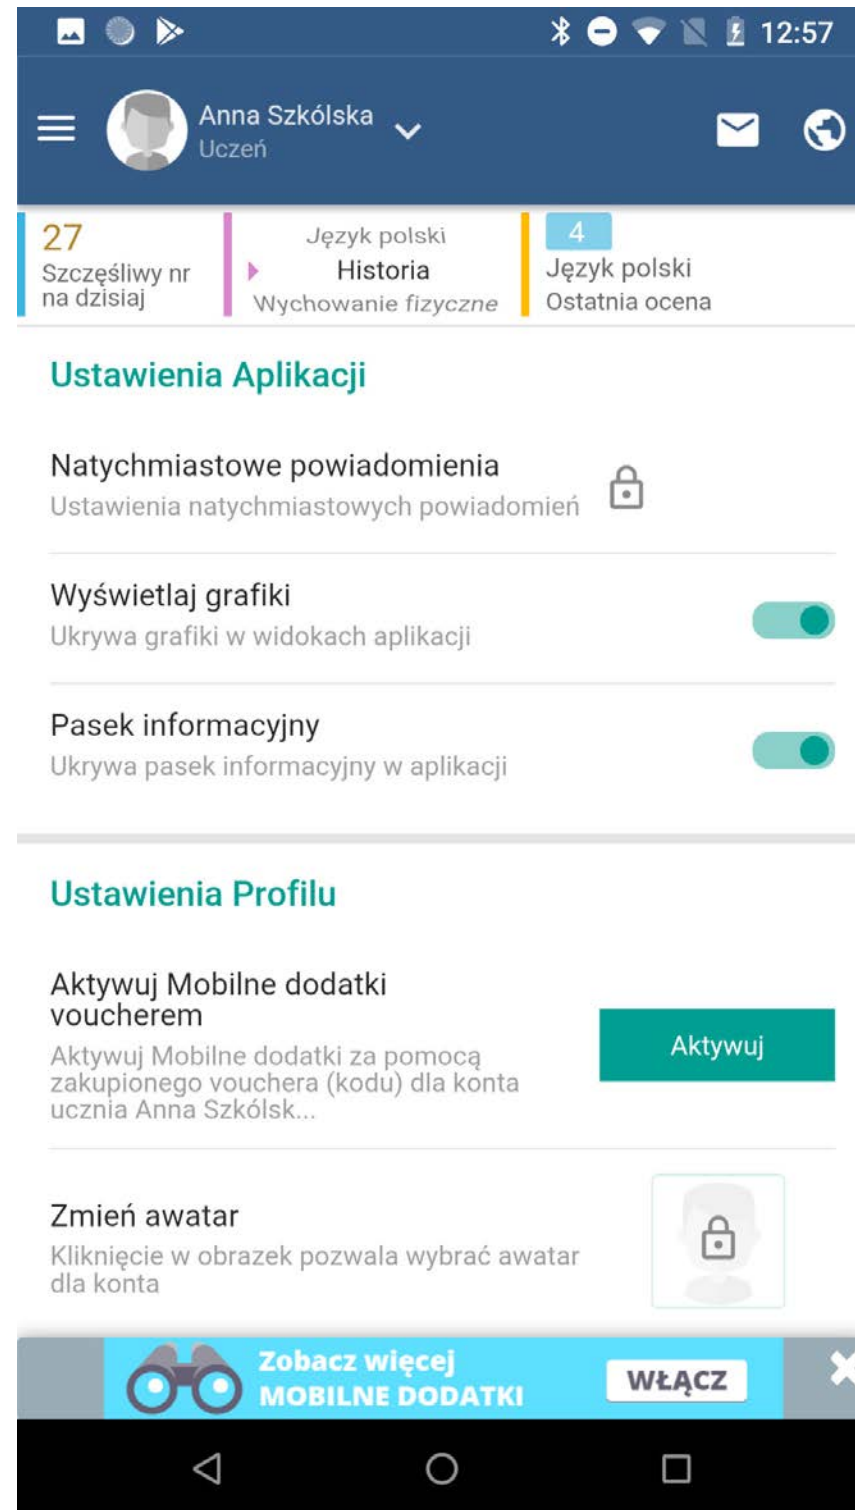 12:57
Anna Szkólska
Uczeń
27
Szczęśliwy nr
na dzisiaj
Język polski
Historia
Wychowanie fizyczne
4
Język polski
Ostatnia ocena
Ustawienia Aplikacji
Natychmiastowe powiadomienia
Ustawienia natychmiastowych powiadomień
Wyświetlaj grafiki
Ukrywa grafiki w widokach aplikacji
Pasek informacyjny
Ukrywa pasek informacyjny w aplikacji
Ustawienia Profilu
Aktywuj Mobilne dodatki
voucherem
Aktywuj Mobilne dodatki za pomocą
zakupionego vouchera (kodu) dla konta
ucznia Anna Szkólsk...
Aktywuj
Zmień awatar
Kliknięcie w obrazek pozwala wybrać awatar
dla konta
Zobacz więcej
MOBILNE DODATKI
WŁĄCZ